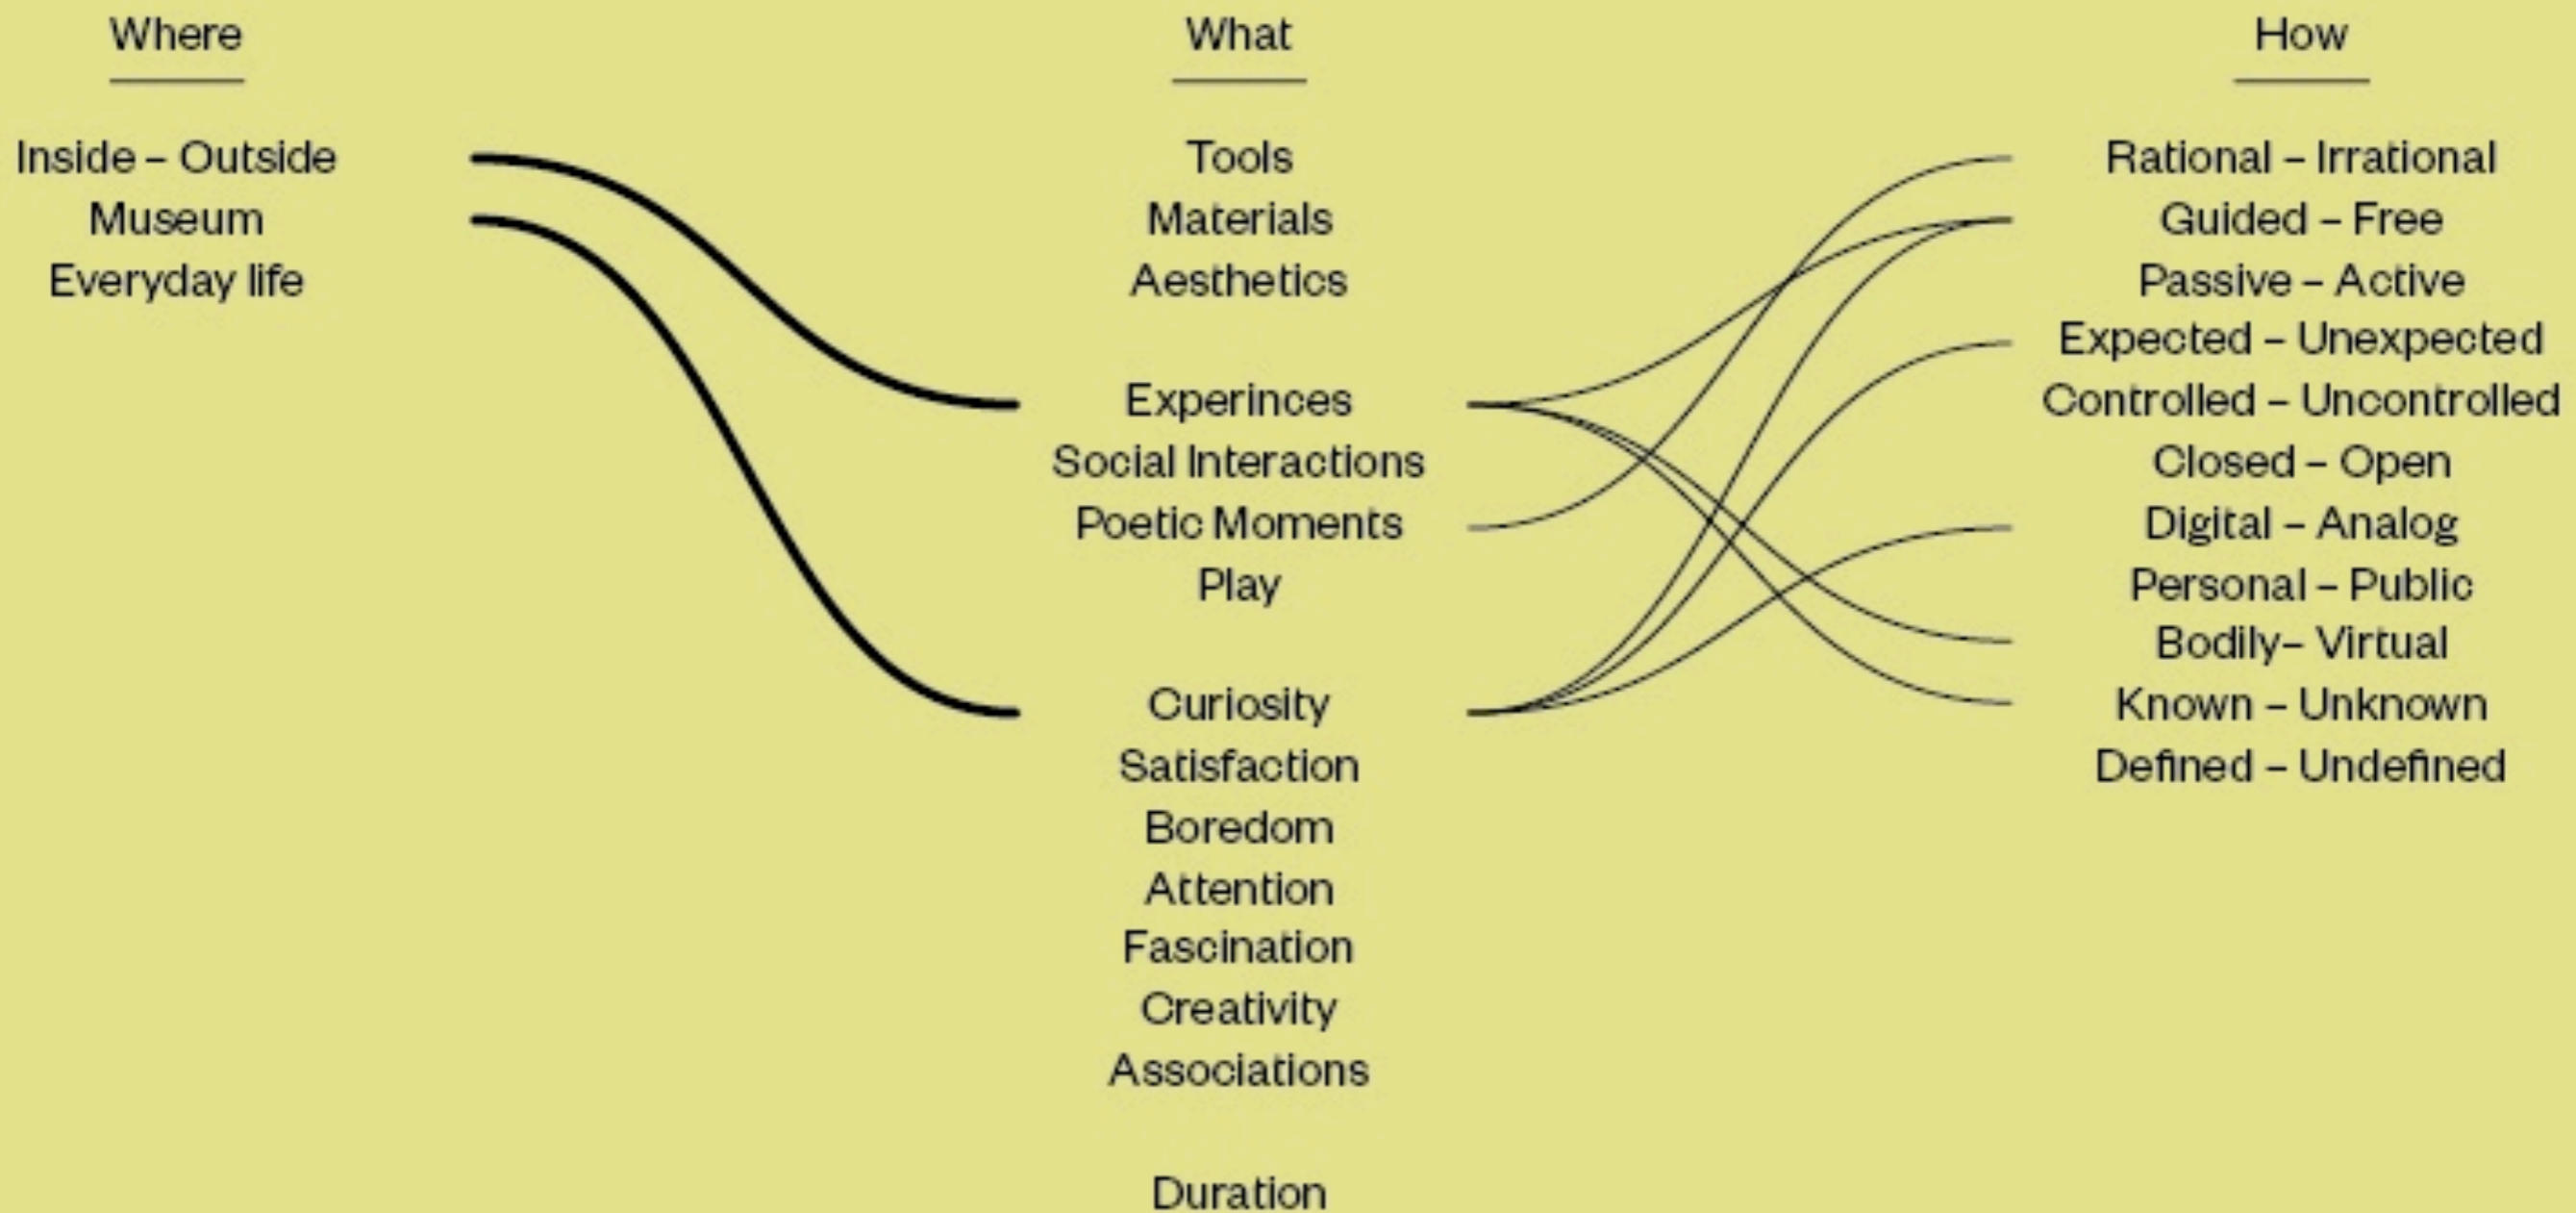 Where
Inside – Outside
Museum
Everyday life
What
Tools
Materials
Aesthetics
Experinces
Social Interactions
Poetic Moments
Play
Curiosity
Satisfaction
Boredom
Attention
Fascination
Creativity
Associations
Duration
How
Rational – Irrational
Guided – Free
Passive – Active
Expected – Unexpected
Controlled – Uncontrolled
Closed – Open
Digital – Analog
Personal – Public
Bodily– Virtual
Known – Unknown
Defined – Undefined